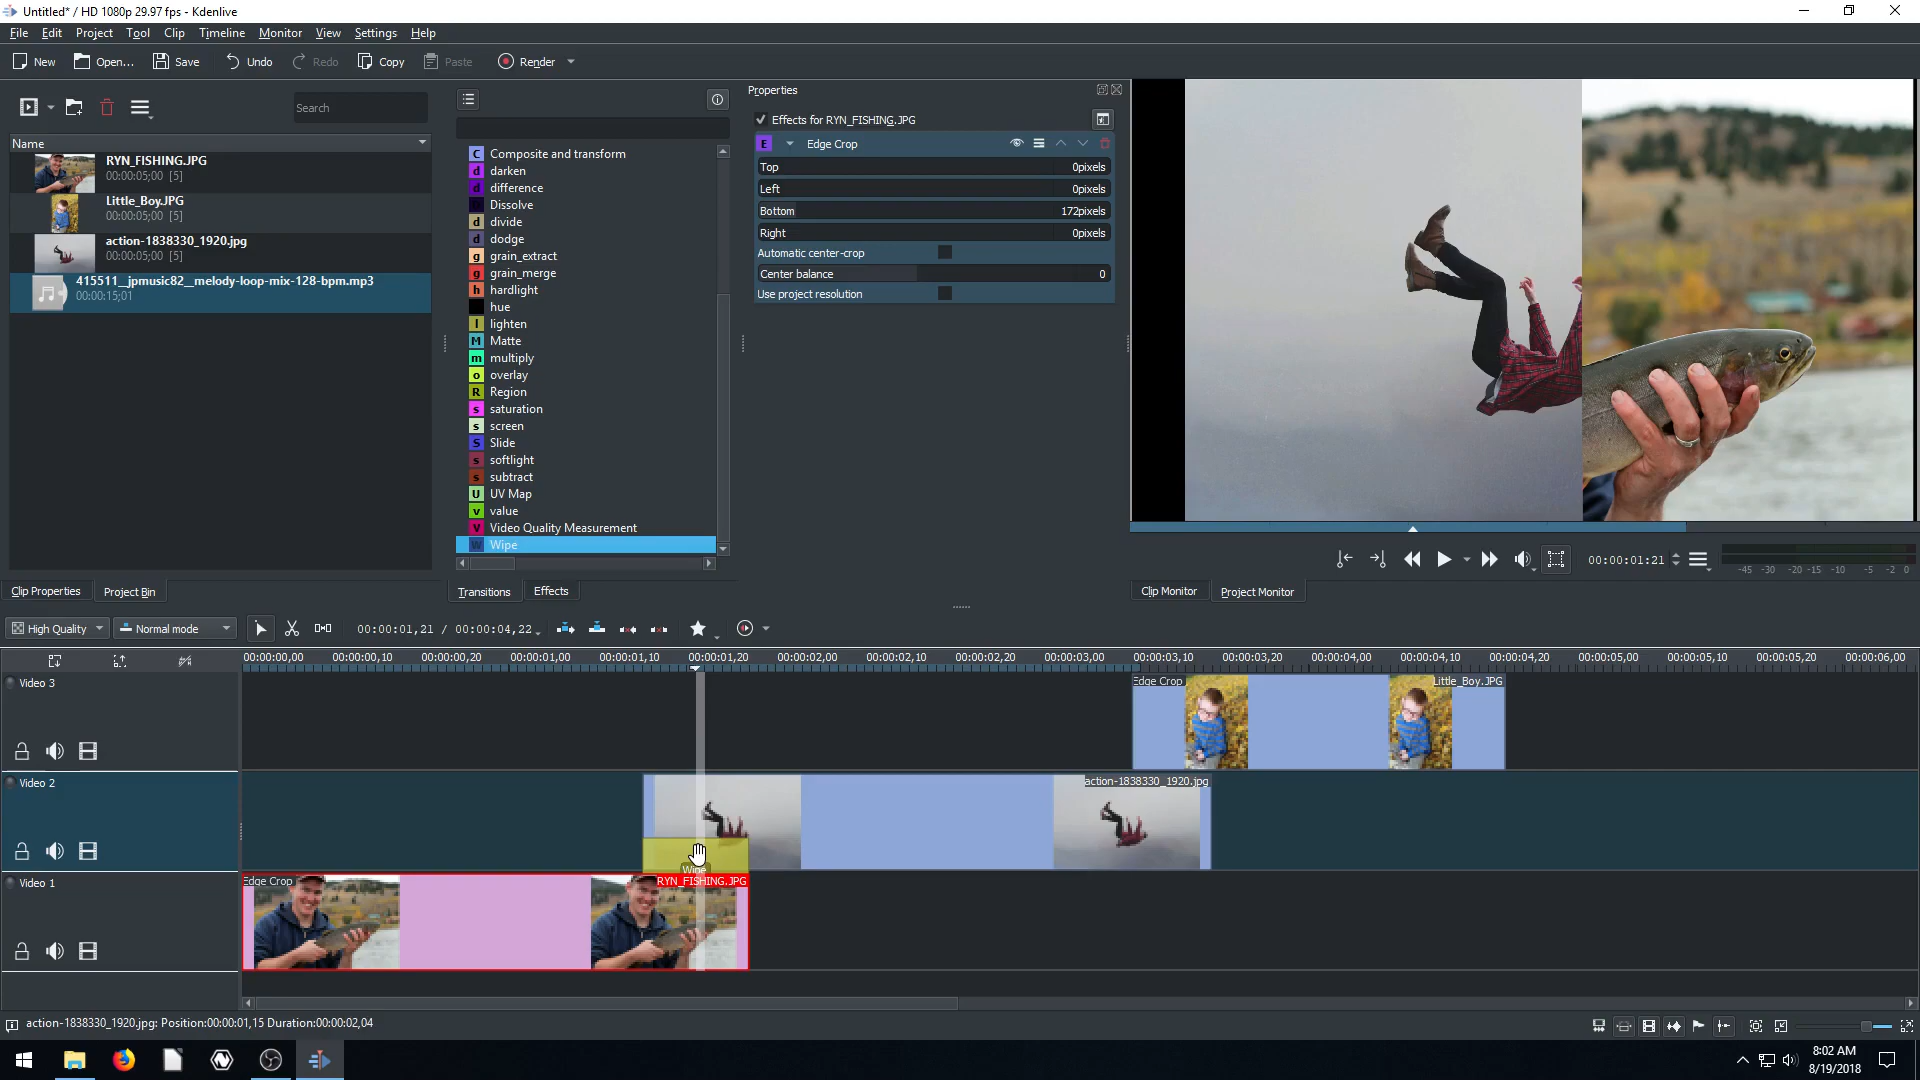 Untitled* / HD 1080p 29.97 fps - Kdenlive
File Edit Project Tool Clip Timeline Monitor View Settings Help
New Open... Save Undo Redo Copy Paste Render
Search
Name
RYN_FISHING.JPG
00:00:05;00 [5]
Little_Boy.JPG
00:00:05;00 [5]
action-1838330_1920.jpg
00:00:05;00 [5]
415511__jpmusic82__melody-loop-mix-128-bpm.mp3
00:00:15;01
Clip Properties Project Bin
C Composite and transform
d darken
d difference
Dissolve
d divide
d dodge
g grain_extract
g grain_merge
h hardlight
hue
l lighten
M Matte
m multiply
o overlay
R Region
s saturation
s screen
S Slide
s softlight
s subtract
U UV Map
v value
V Video Quality Measurement
W Wipe
Transitions Effects
Properties
Effects for RYN_FISHING.JPG
E Edge Crop
Top 0pixels
Left 0pixels
Bottom 172pixels
Right 0pixels
Automatic center-crop
Center balance 0
Use project resolution
00:00:01:21
-45 -30 -20 -15 -10 -5 -2 0
Clip Monitor Project Monitor
High Quality Normal mode 00:00:01,21 / 00:00:04,22
00:00:00,00 00:00:00,10 00:00:00,20 00:00:01,00 00:00:01,10 00:00:01,20 00:00:02,00 00:00:02,10 00:00:02,20 00:00:03,00 00:00:03,10 00:00:03,20 00:00:04,00 00:00:04,10 00:00:04,20 00:00:05,00 00:00:05,10 00:00:05,20 00:00:06,00
Video 3
Edge Crop Little_Boy.JPG
Video 2
action-1838330_1920.jpg
Wipe
Video 1
Edge Crop RYN_FISHING.JPG
action-1838330_1920.jpg: Position:00:00:01,15 Duration:00:00:02,04
8:02 AM
8/19/2018